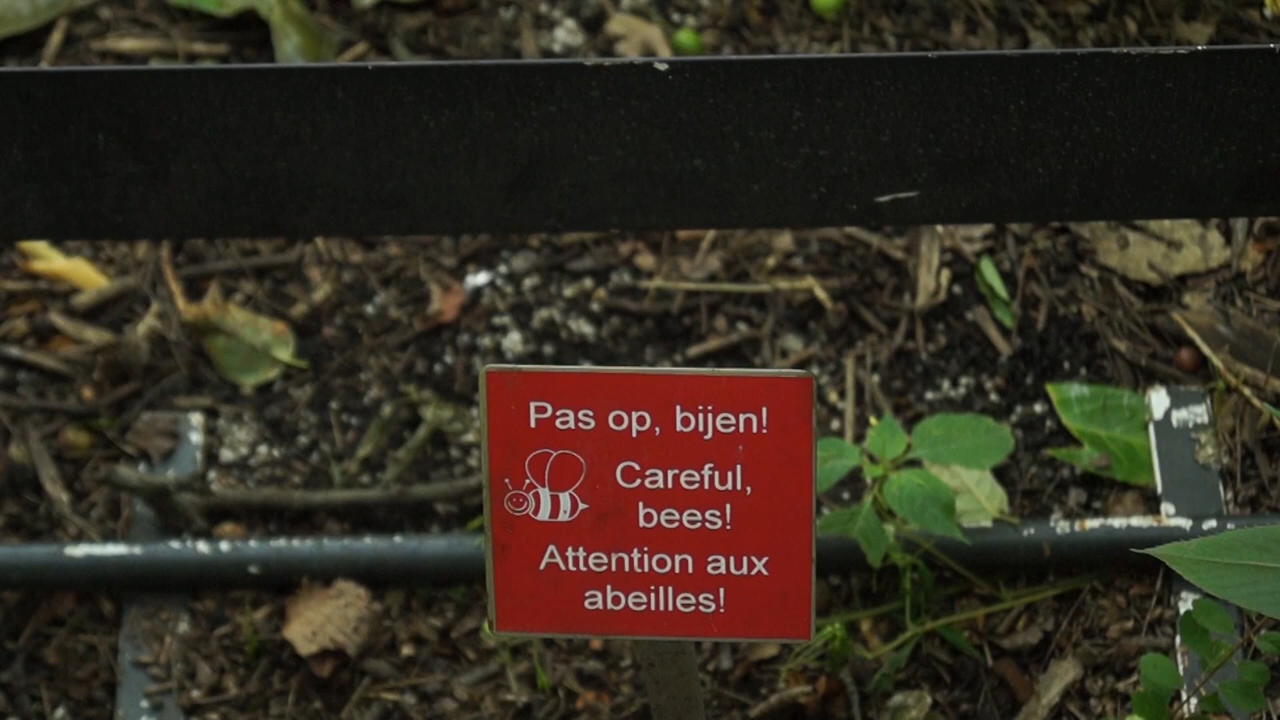 Pas op, bijen!
Careful,
bees!
Attention aux
abeilles!